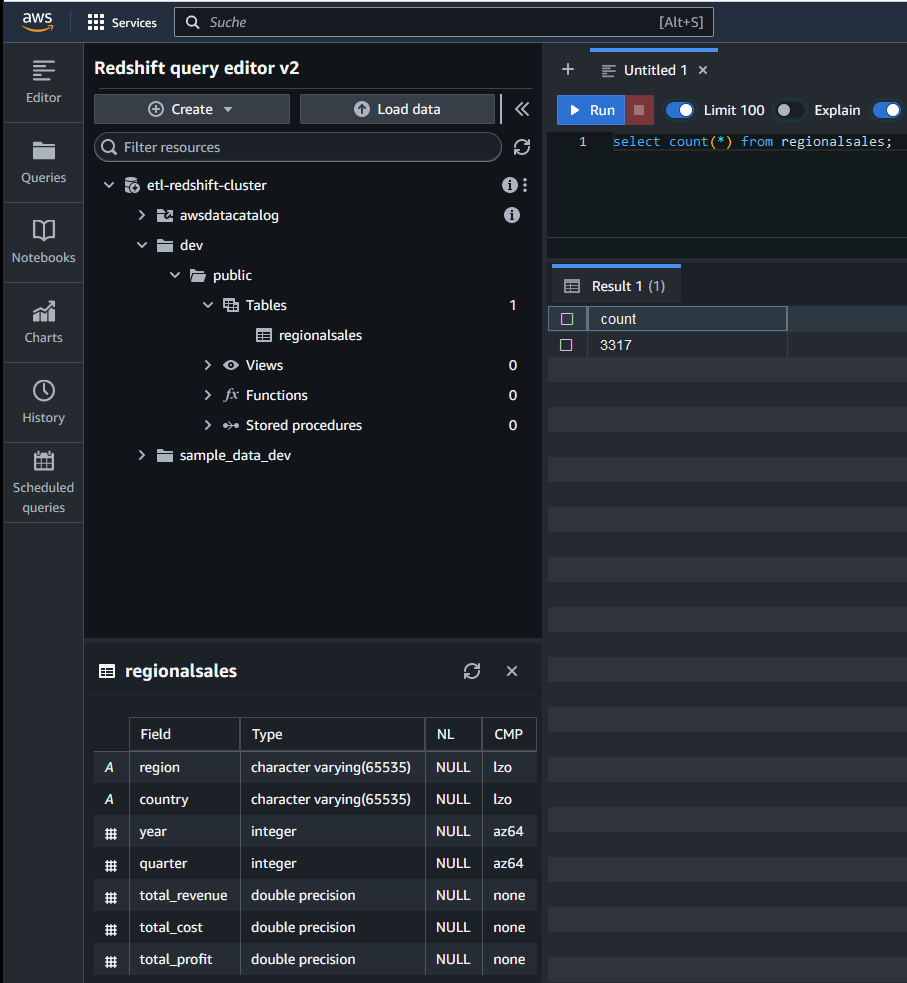 aws
Services
Suche
[Alt+S]
Editor
Queries
Notebooks
Charts
History
Scheduled
queries
Redshift query editor v2
Create
Load data
Filter resources
etl-redshift-cluster
awsdatacatalog
dev
public
Tables 1
regionalsales
Views 0
fx Functions 0
Stored procedures 0
sample_data_dev
regionalsales
Field Type NL CMP
A region character varying(65535) NULL lzo
A country character varying(65535) NULL lzo
year integer NULL az64
quarter integer NULL az64
total_revenue double precision NULL none
total_cost double precision NULL none
total_profit double precision NULL none
+ Untitled 1
Run Limit 100 Explain
1 select count(*) from regionalsales;
Result 1 (1)
count
3317